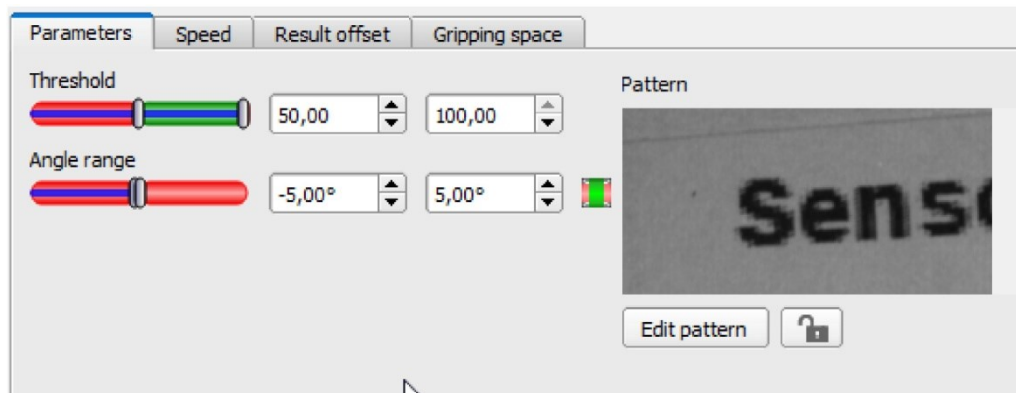 Parameters Speed Result offset Gripping space
Threshold
50,00 100,00
Angle range
-5,00° 5,00°
Pattern
Senso
Edit pattern